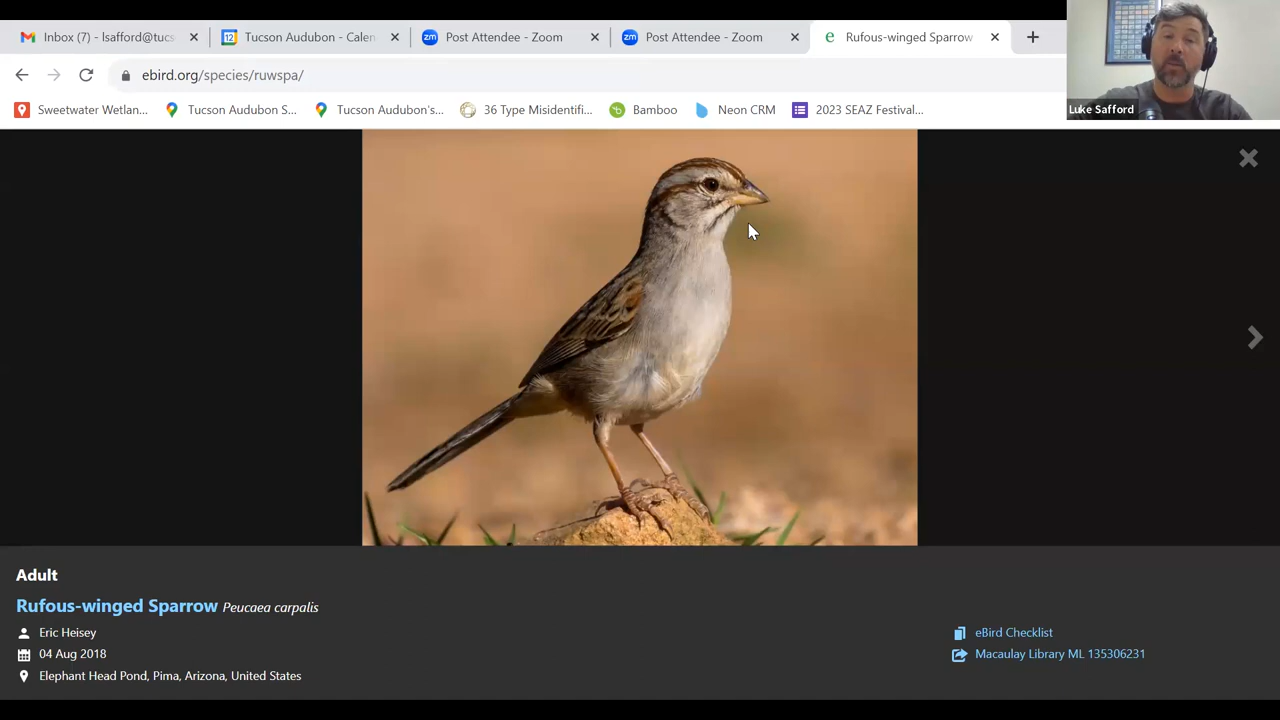 Inbox (7) - lsafford@tucs
Tucson Audubon - Calen
Post Attendee - Zoom
Post Attendee - Zoom
Rufous-winged Sparrow
ebird.org/species/ruwspa/
Sweetwater Wetlan...
Tucson Audubon S...
Tucson Audubon's...
36 Type Misidentifi...
Bamboo
Neon CRM
2023 SEAZ Festival...
Luke Safford
Adult
Rufous-winged Sparrow Peucaea carpalis
Eric Heisey
04 Aug 2018
Elephant Head Pond, Pima, Arizona, United States
eBird Checklist
Macaulay Library ML 135306231